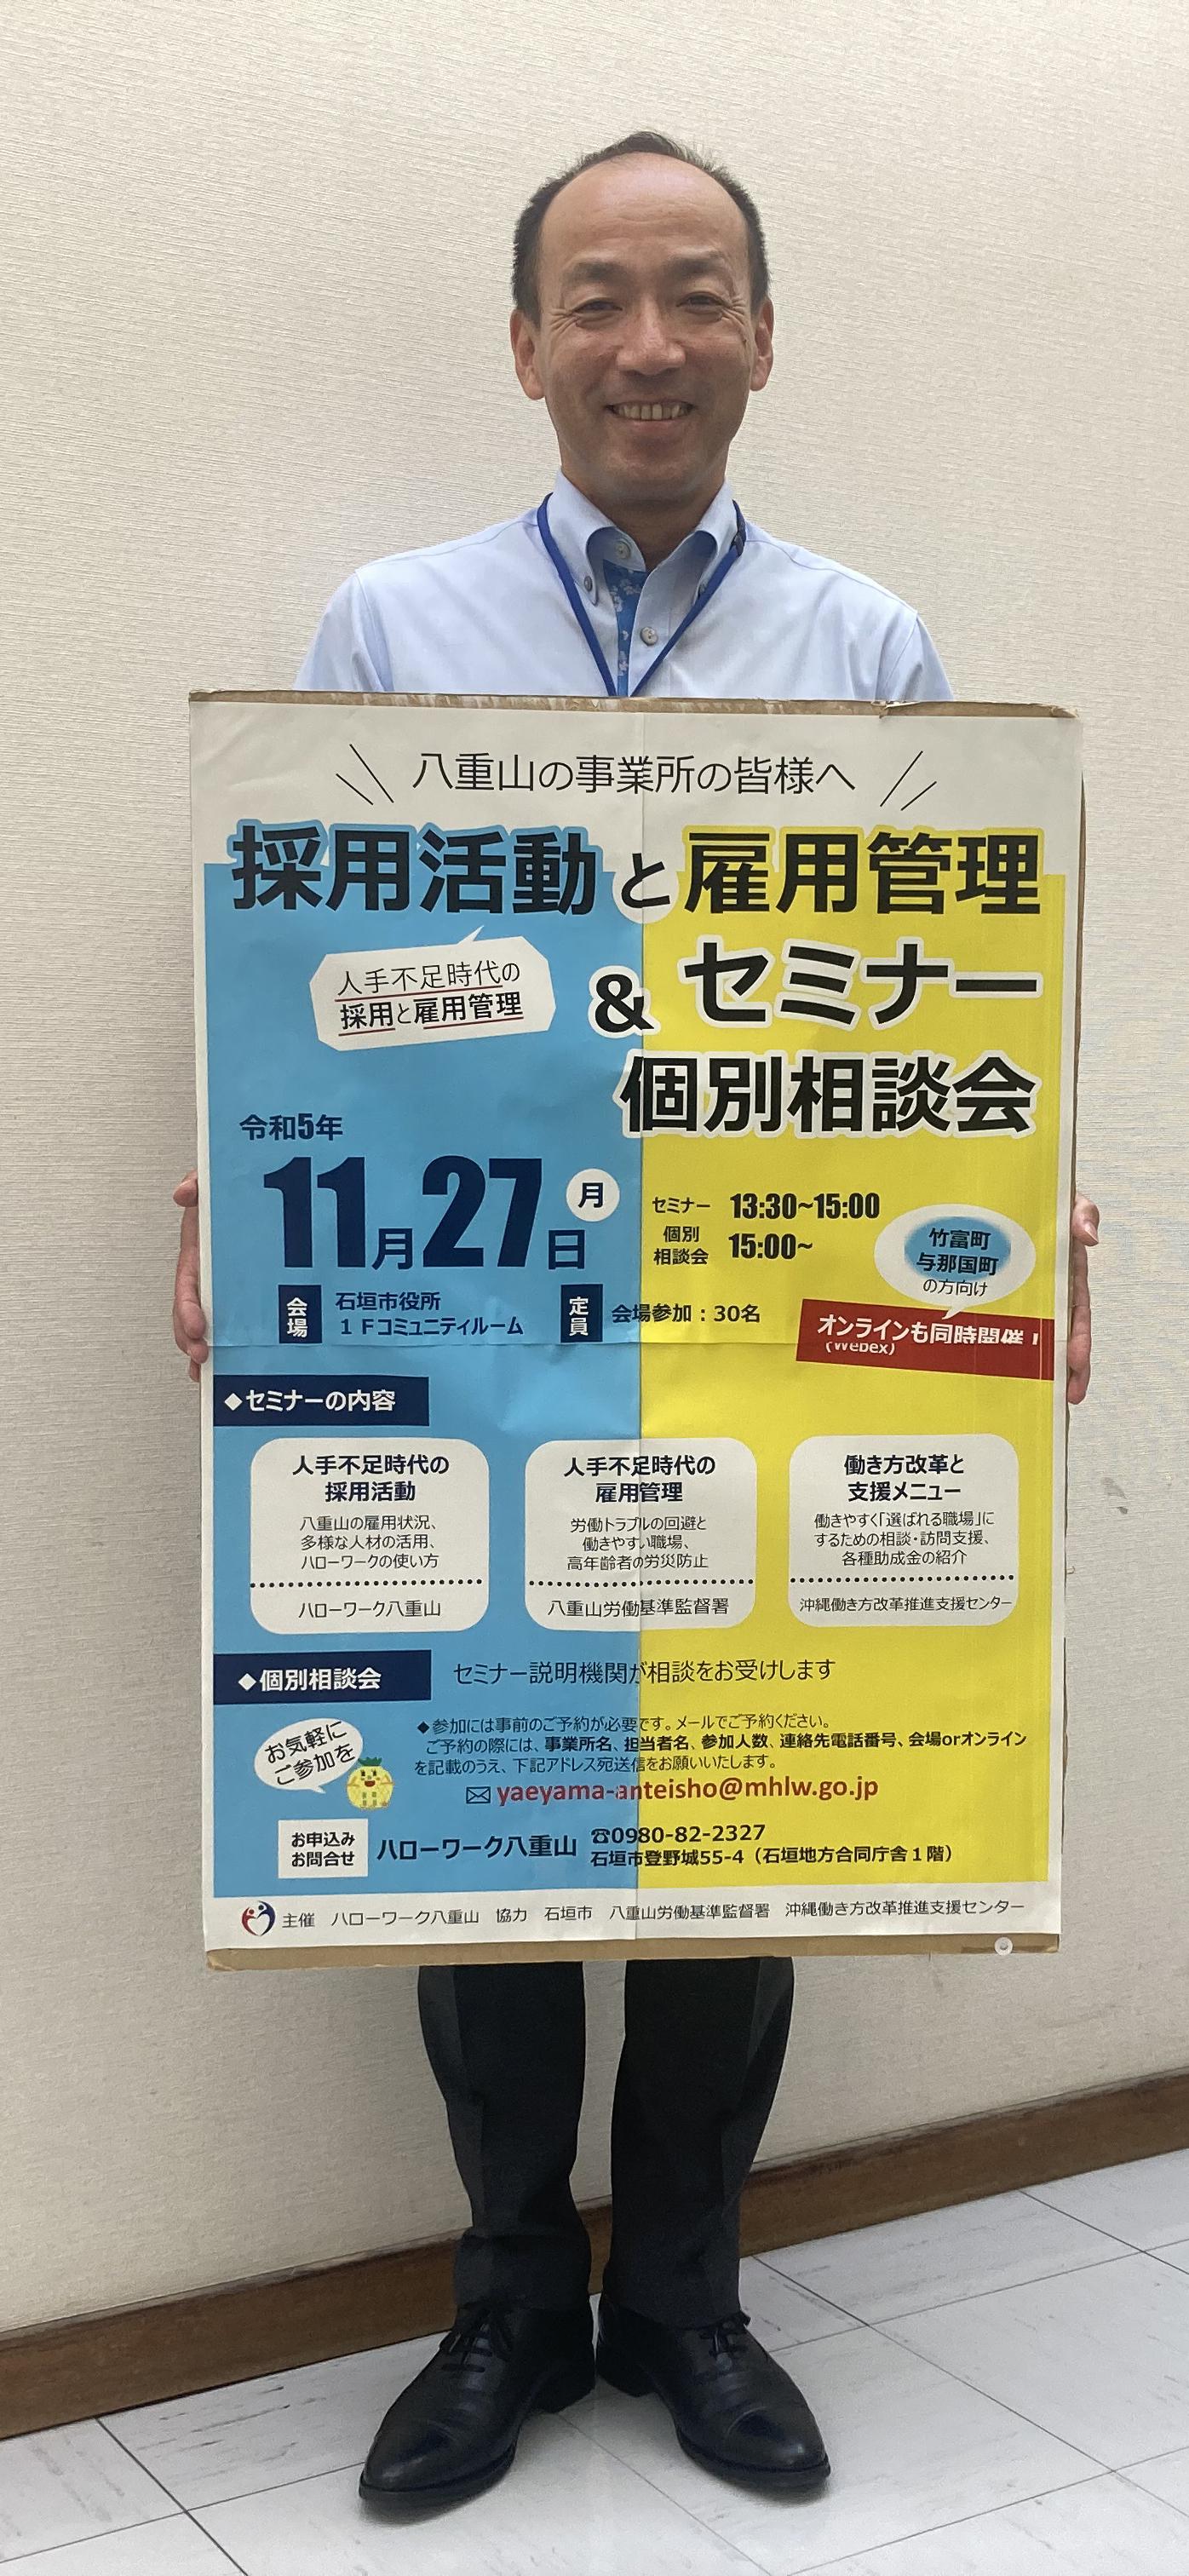 八重山の事業所の皆様へ
採用活動と雇用管理
セミナー
&
個別相談会
人手不足時代の
採用と雇用管理
令和5年
11月27日 月
セミナー 13:30~15:00
個別
相談会 15:00~
竹富町
与那国町
の方向け
オンラインも同時開催!
(Webex)
会場
石垣市役所
1Fコミュニティルーム
定員
会場参加:30名
◆セミナーの内容
人手不足時代の
採用活動
八重山の雇用状況、
多様な人材の活用、
ハローワークの使い方
ハローワーク八重山
人手不足時代の
雇用管理
労働トラブルの回避と
働きやすい職場、
高年齢者の労災防止
八重山労働基準監督署
働き方改革と
支援メニュー
働きやすく「選ばれる職場」に
するための相談・訪問支援、
各種助成金の紹介
沖縄働き方改革推進支援センター
◆個別相談会
セミナー説明機関が相談をお受けします
お気軽に
ご参加を
◆参加には事前のご予約が必要です。メールでご予約ください。
ご予約の際には、事業所名、担当者名、参加人数、連絡先電話番号、会場orオンライン
を記載のうえ、下記アドレス宛送信をお願いいたします。
✉yaeyama-anteisho@mhlw.go.jp
お申込み
お問合せ
ハローワーク八重山
☎0980-82-2327
石垣市登野城55-4(石垣地方合同庁舎1階)
主催 ハローワーク八重山 協力 石垣市 八重山労働基準監督署 沖縄働き方改革推進支援センター